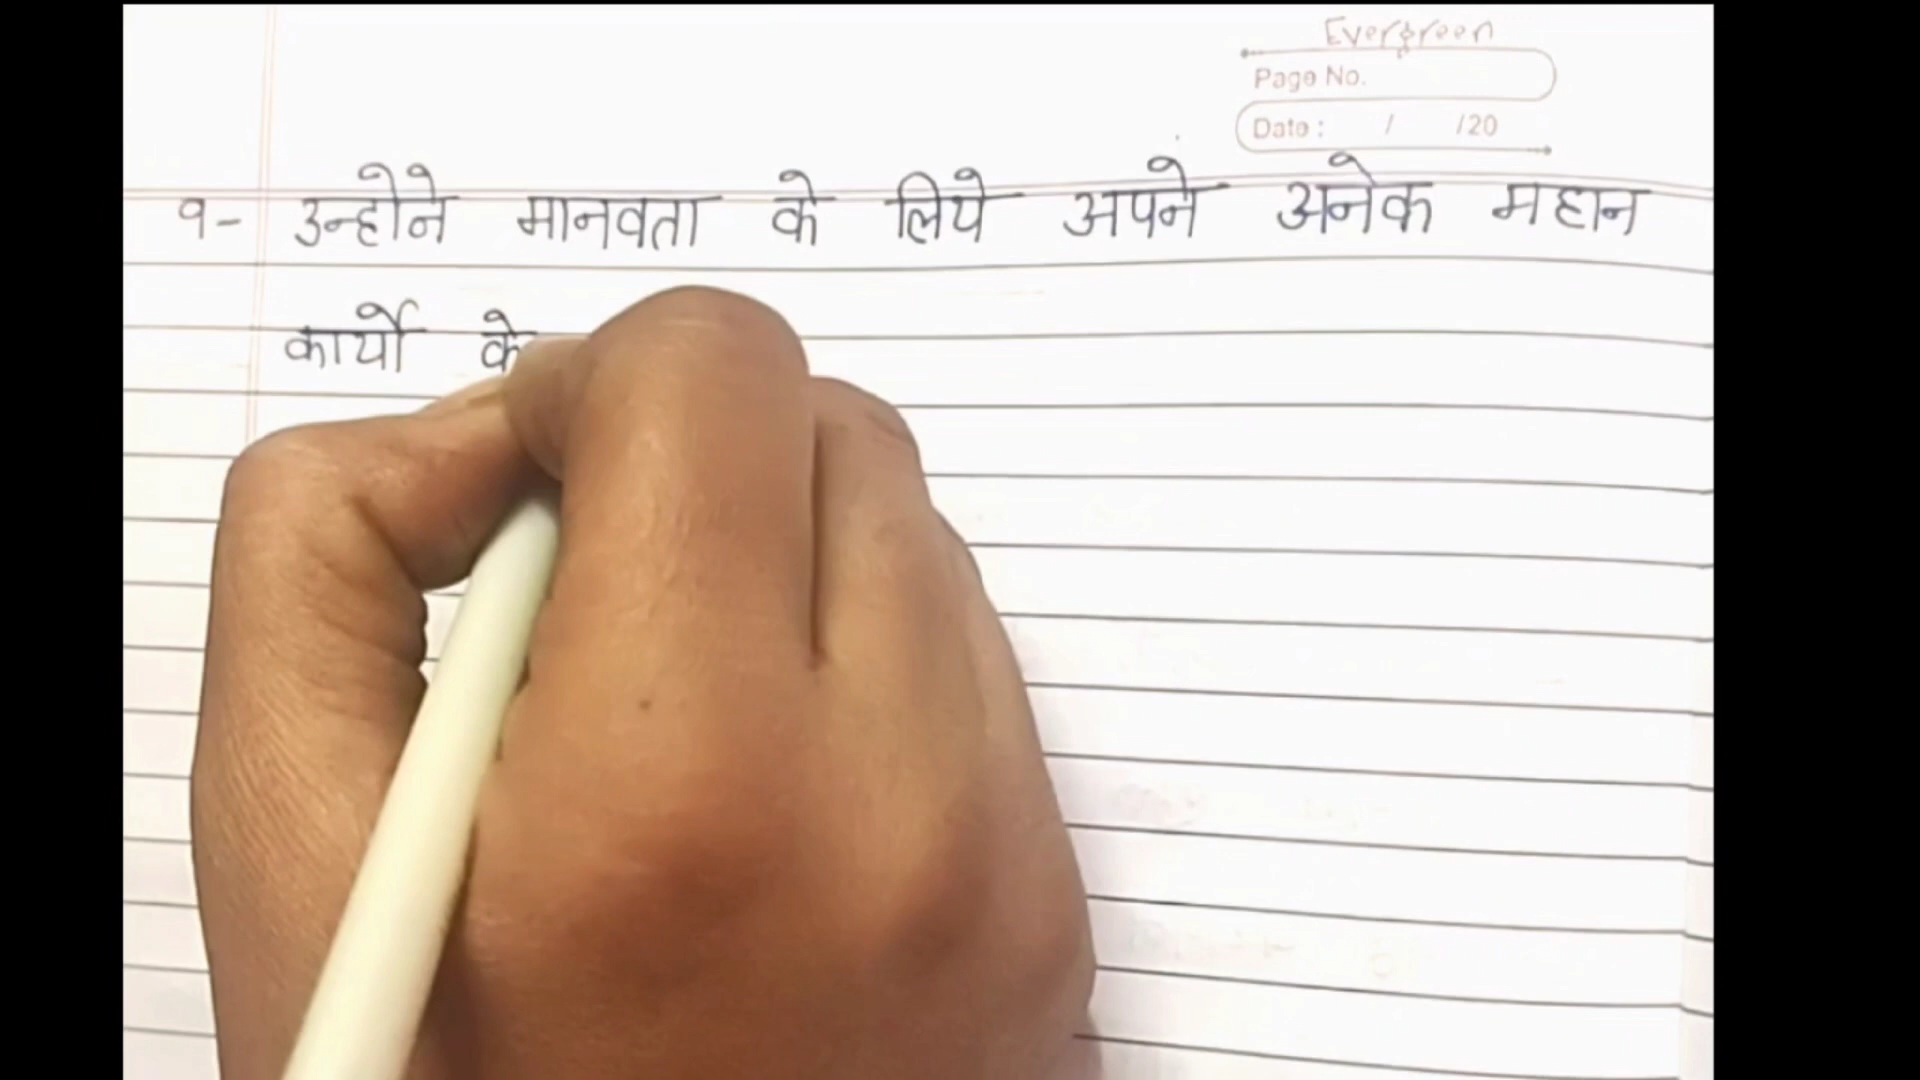 Evergreen
Page No.
Date : / /20
१- उन्होने मानवता के लिये अपने अनेक महान
कार्यो के